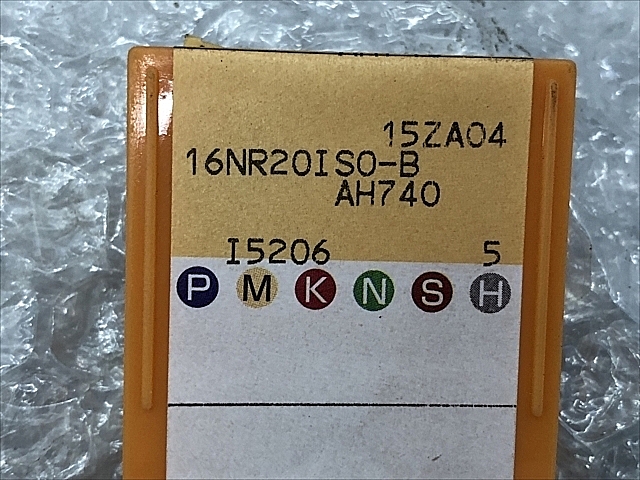 15ZA04
16NR20ISO-B
AH740
I5206 5
P M K N S H